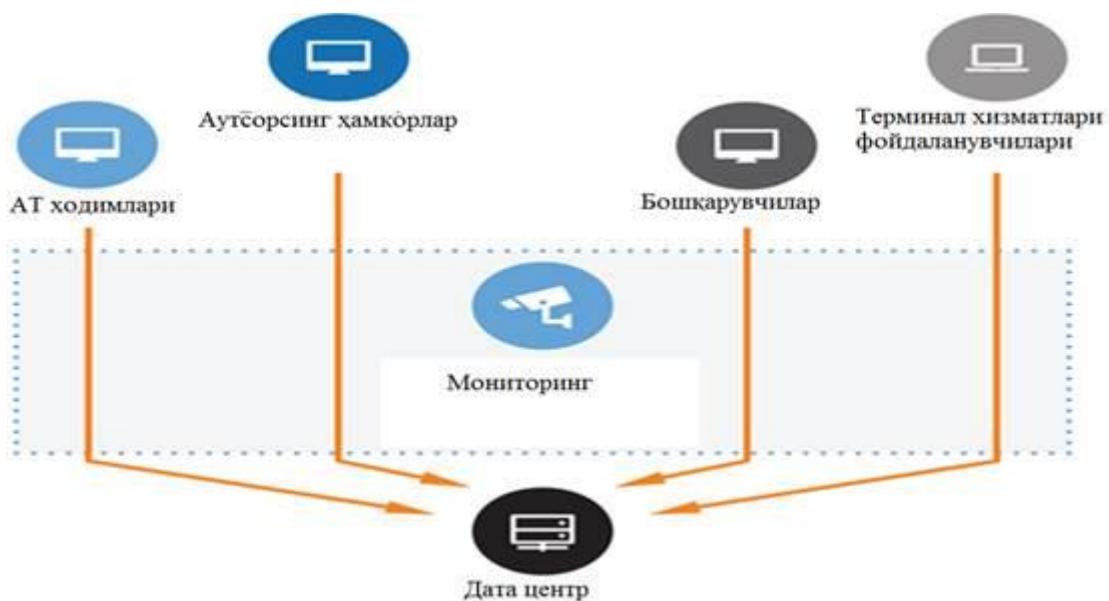 Аутсорсинг ҳамкорлар
Терминал хизматлари
фойдаланувчилари
АТ ходимлари
Бошқарувчилар
Мониторинг
Дата центр